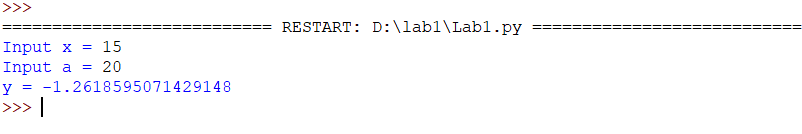 >>>
=========================== RESTART: D:\lab1\Lab1.py ===========================
Input x = 15
Input a = 20
y = -1.2618595071429148
>>>